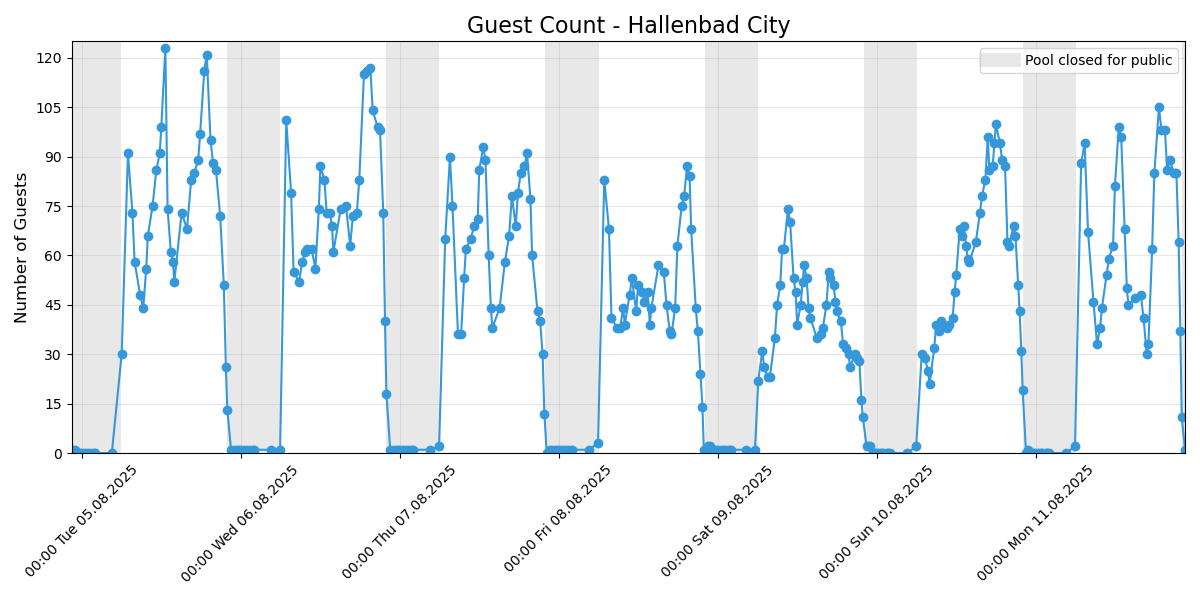 Guest Count - Hallenbad City
Pool closed for public
Number of Guests
120
105
90
75
60
45
30
15
0
00:00 Tue 05.08.2025
00:00 Wed 06.08.2025
00:00 Thu 07.08.2025
00:00 Fri 08.08.2025
00:00 Sat 09.08.2025
00:00 Sun 10.08.2025
00:00 Mon 11.08.2025